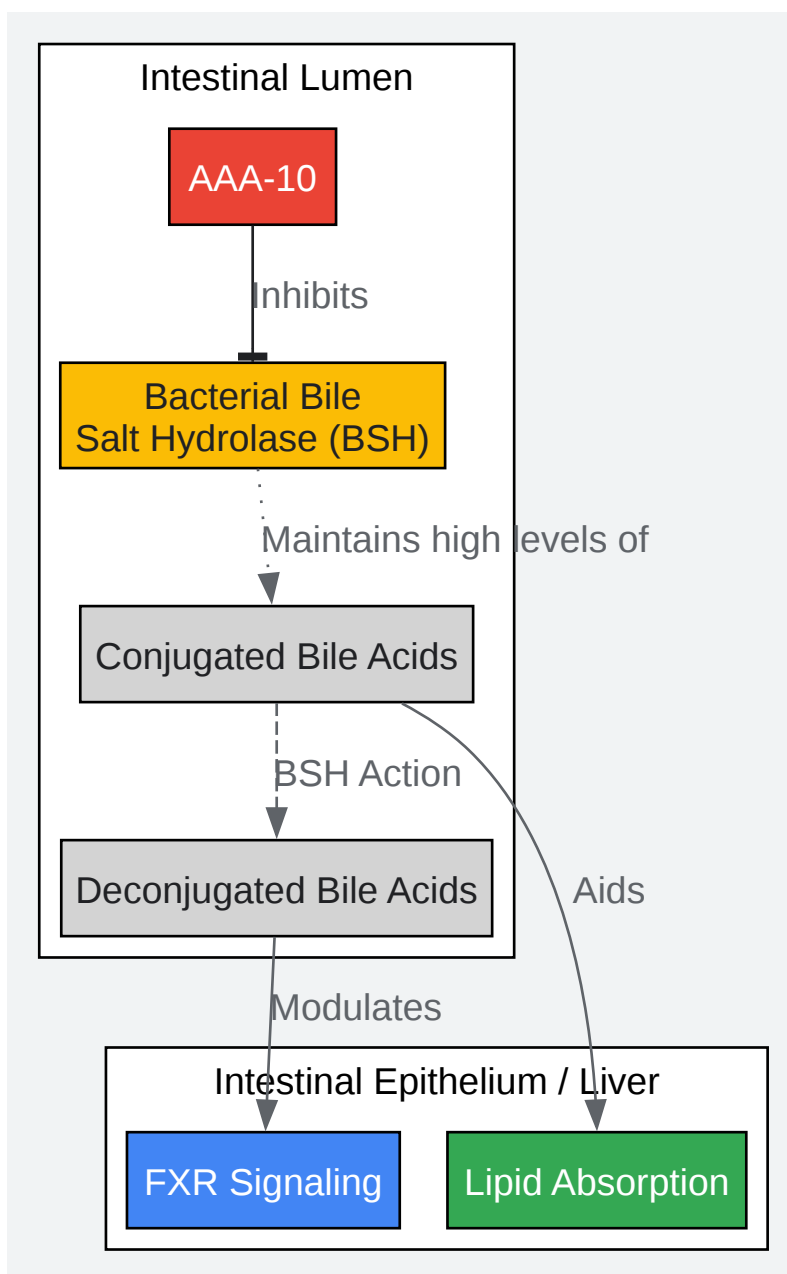 Intestinal Lumen
AAA-10
Inhibits
Bacterial Bile
Salt Hydrolase (BSH)
Maintains high levels of
Conjugated Bile Acids
BSH Action
Deconjugated Bile Acids
Aids
Modulates
Intestinal Epithelium / Liver
FXR Signaling
Lipid Absorption